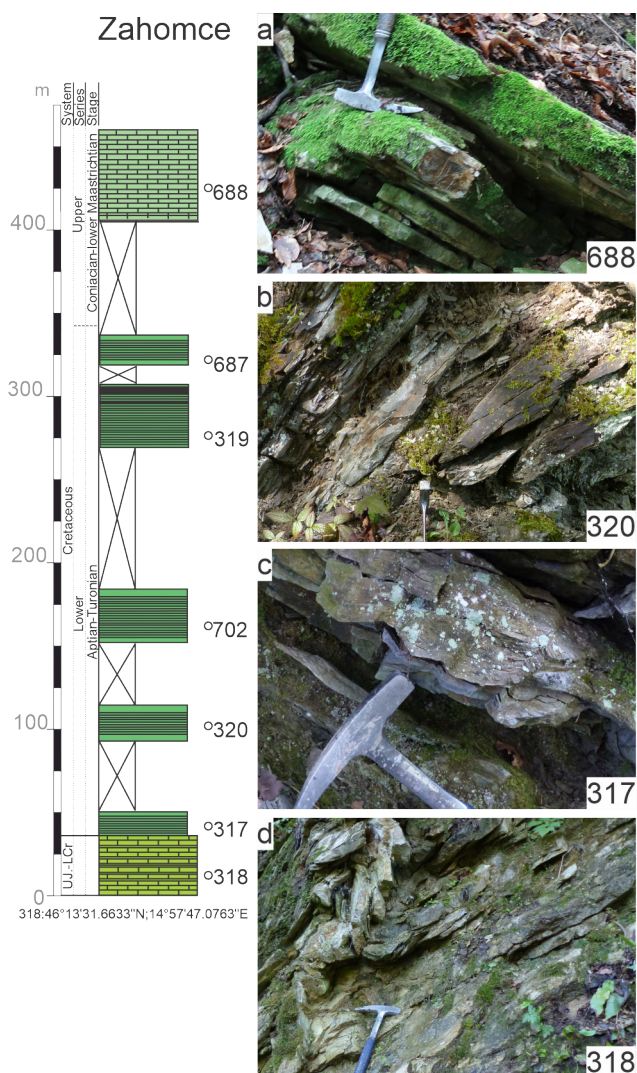 Zahomce
m
System
Series
Stage
400
300
200
100
0
Upper
Coniacian-lower Maastrichtian
Cretaceous
Lower
Aptian-Turonian
UJ.-LCr
688
687
319
702
320
317
318
318:46°13'31.6633"N;14°57'47.0763"E
a
688
b
320
c
317
d
318